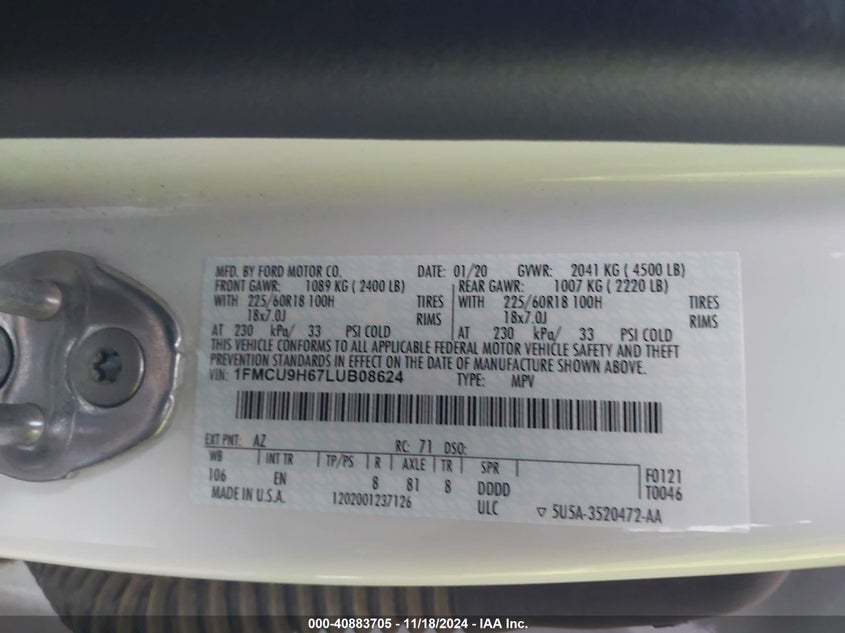 MFD. BY FORD MOTOR CO. DATE: 01/20 GVWR: 2041 KG ( 4500 LB)
FRONT GAWR: 1089 KG ( 2400 LB) REAR GAWR: 1007 KG ( 2220 LB)
WITH 225/60R18 100H TIRES WITH 225/60R18 100H TIRES
18x7.0J RIMS 18x7.0J RIMS
AT 230 kPa/ 33 PSI COLD AT 230 kPa/ 33 PSI COLD
THIS VEHICLE CONFORMS TO ALL APPLICABLE FEDERAL MOTOR VEHICLE SAFETY AND THEFT
PREVENTION STANDARDS IN EFFECT ON THE DATE OF MANUFACTURE SHOWN ABOVE.
VIN: 1FMCU9H67LUB08624 TYPE: MPV
EXT PNT: AZ RC: 71 DSO:
WB INT TR TP/PS R AXLE TR SPR F0121
106 EN 8 81 8 DDDD T0046
MADE IN U.S.A. 1202001237126 ULC ▽ 5U5A-3520472-AA
000-40883705 - 11/18/2024 - IAA Inc.